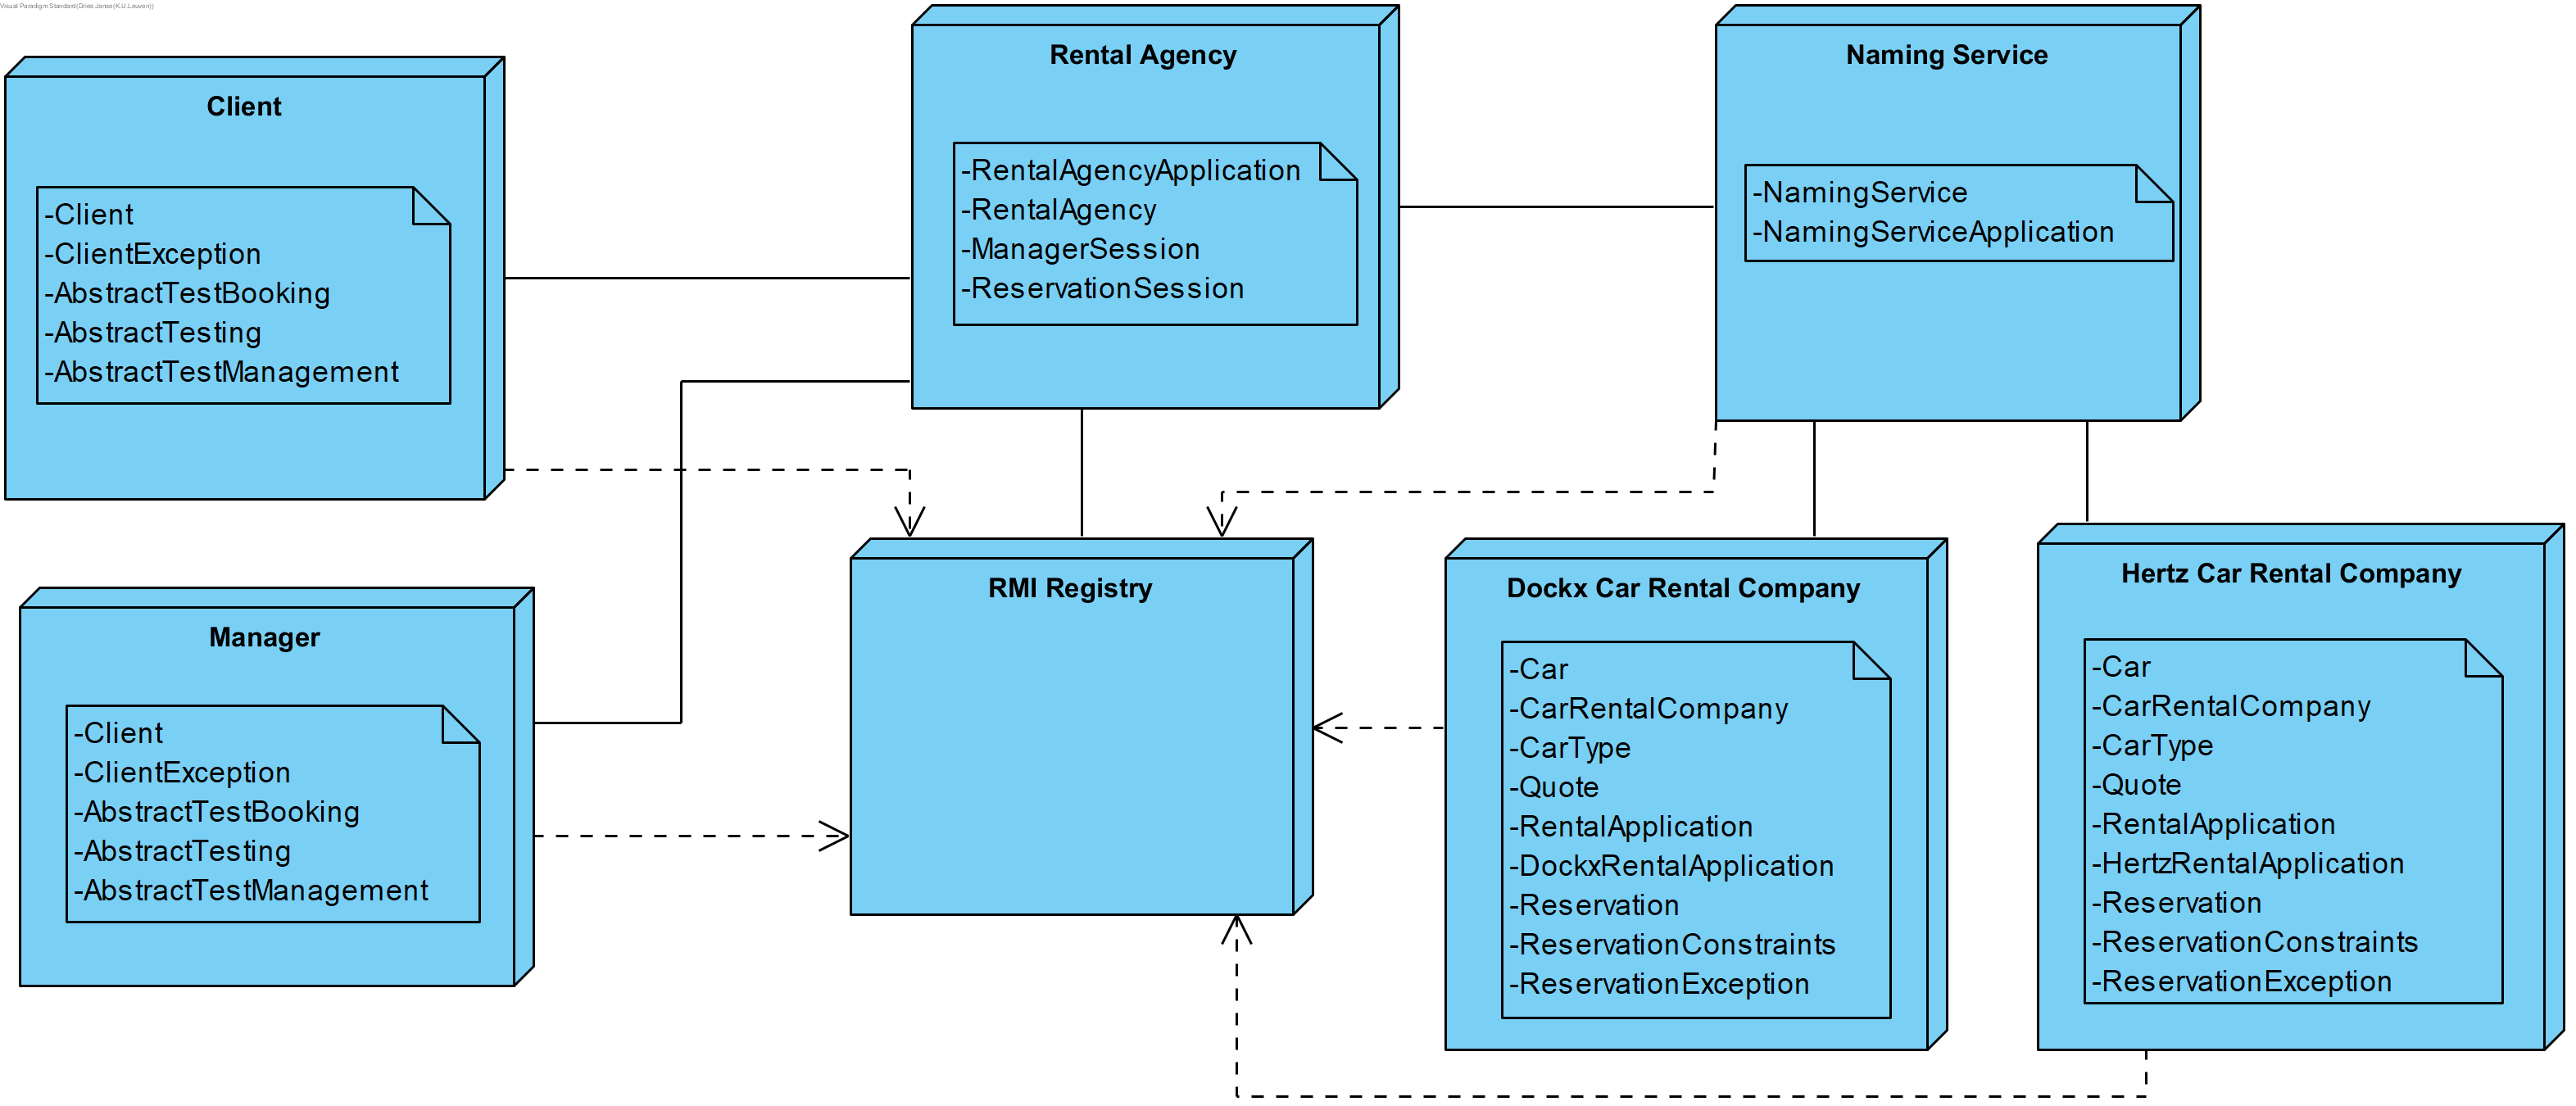 Visual Paradigm Standard(Dries Janse(K.U.Leuven))
Client
-Client
-ClientException
-AbstractTestBooking
-AbstractTesting
-AbstractTestManagement
Rental Agency
-RentalAgencyApplication
-RentalAgency
-ManagerSession
-ReservationSession
Naming Service
-NamingService
-NamingServiceApplication
Manager
-Client
-ClientException
-AbstractTestBooking
-AbstractTesting
-AbstractTestManagement
RMI Registry
Dockx Car Rental Company
-Car
-CarRentalCompany
-CarType
-Quote
-RentalApplication
-DockxRentalApplication
-Reservation
-ReservationConstraints
-ReservationException
Hertz Car Rental Company
-Car
-CarRentalCompany
-CarType
-Quote
-RentalApplication
-HertzRentalApplication
-Reservation
-ReservationConstraints
-ReservationException